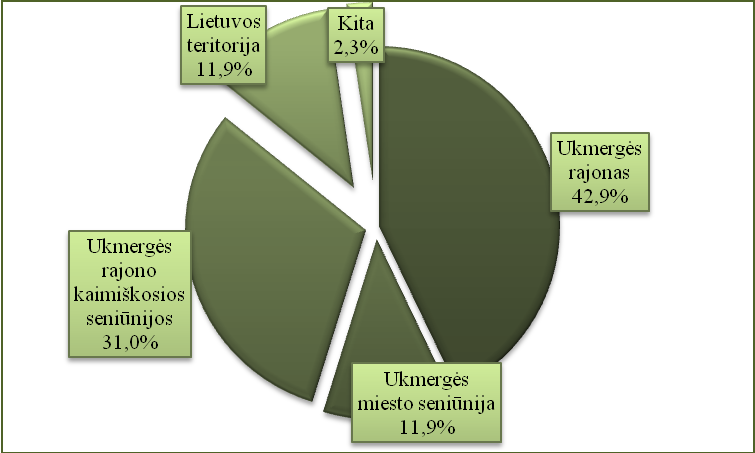 Lietuvos
teritorija
11,9%
Kita
2,3%
Ukmergės
rajonas
42,9%
Ukmergės
rajono
kaimiškosios
seniūnijos
31,0%
Ukmergės
miesto seniūnija
11,9%